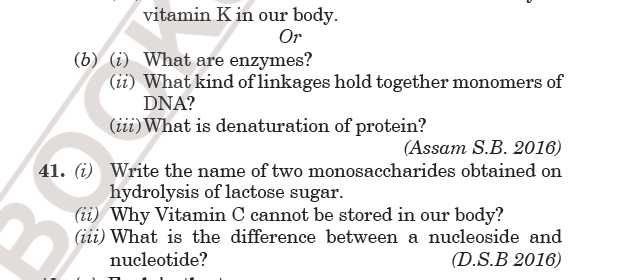 vitamin K in our body.
Or
(b) (i) What are enzymes?
(ii) What kind of linkages hold together monomers of
DNA?
(iii) What is denaturation of protein?
(Assam S.B. 2016)
41. (i) Write the name of two monosaccharides obtained on
hydrolysis of lactose sugar.
(ii) Why Vitamin C cannot be stored in our body?
(iii) What is the difference between a nucleoside and
nucleotide? (D.S.B 2016)
BOOK